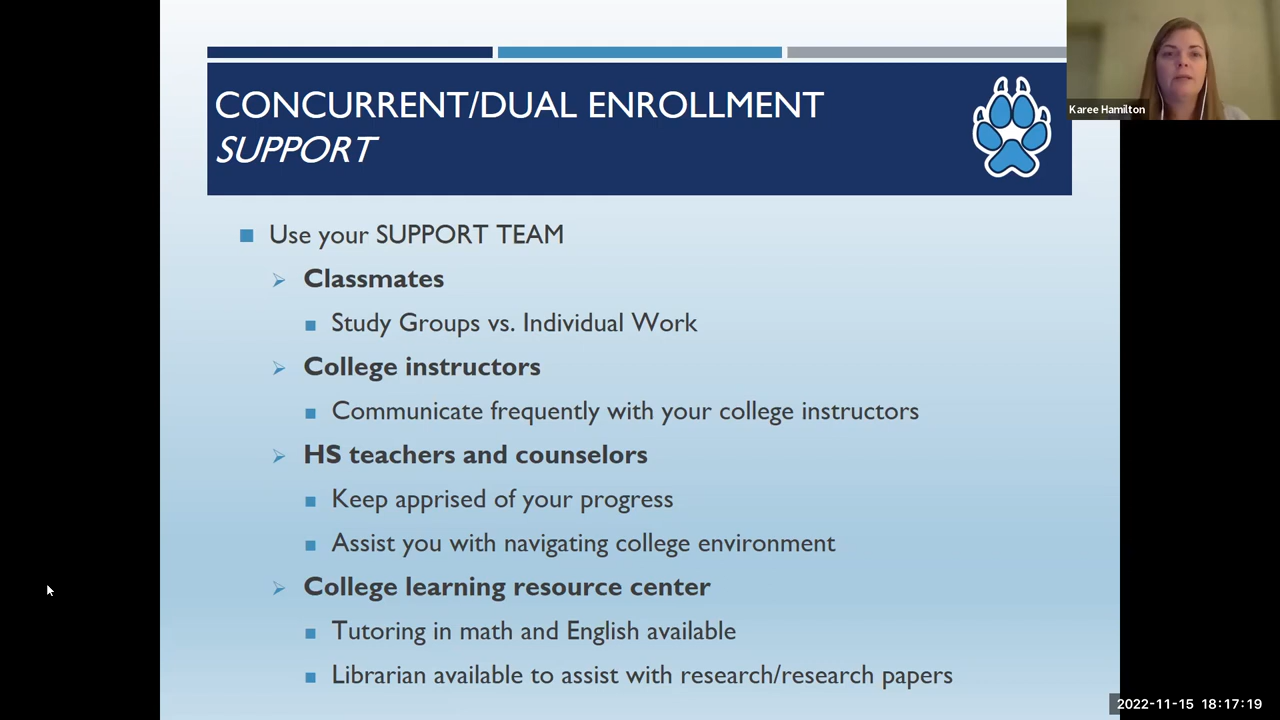 CONCURRENT/DUAL ENROLLMENT
SUPPORT
Karee Hamilton
Use your SUPPORT TEAM
Classmates
Study Groups vs. Individual Work
College instructors
Communicate frequently with your college instructors
HS teachers and counselors
Keep apprised of your progress
Assist you with navigating college environment
College learning resource center
Tutoring in math and English available
Librarian available to assist with research/research papers
2022-11-15 18:17:19